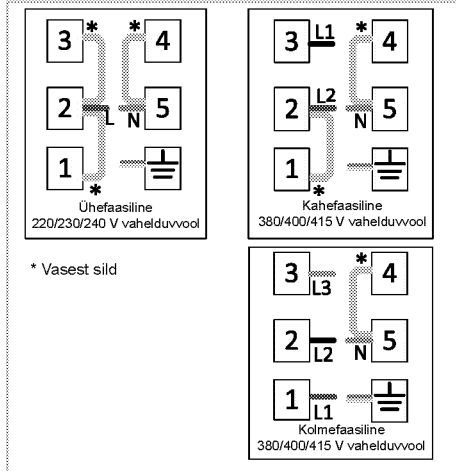 3 * * 4
2 L N 5
1 *
Ühefaasiline
220/230/240 V vahelduvvool
3 L1 * 4
2 L2 N 5
1 *
Kahefaasiline
380/400/415 V vahelduvvool
* Vasest sild
3 L3 * 4
2 L2 N 5
1 L1
Kolmefaasiline
380/400/415 V vahelduvvool